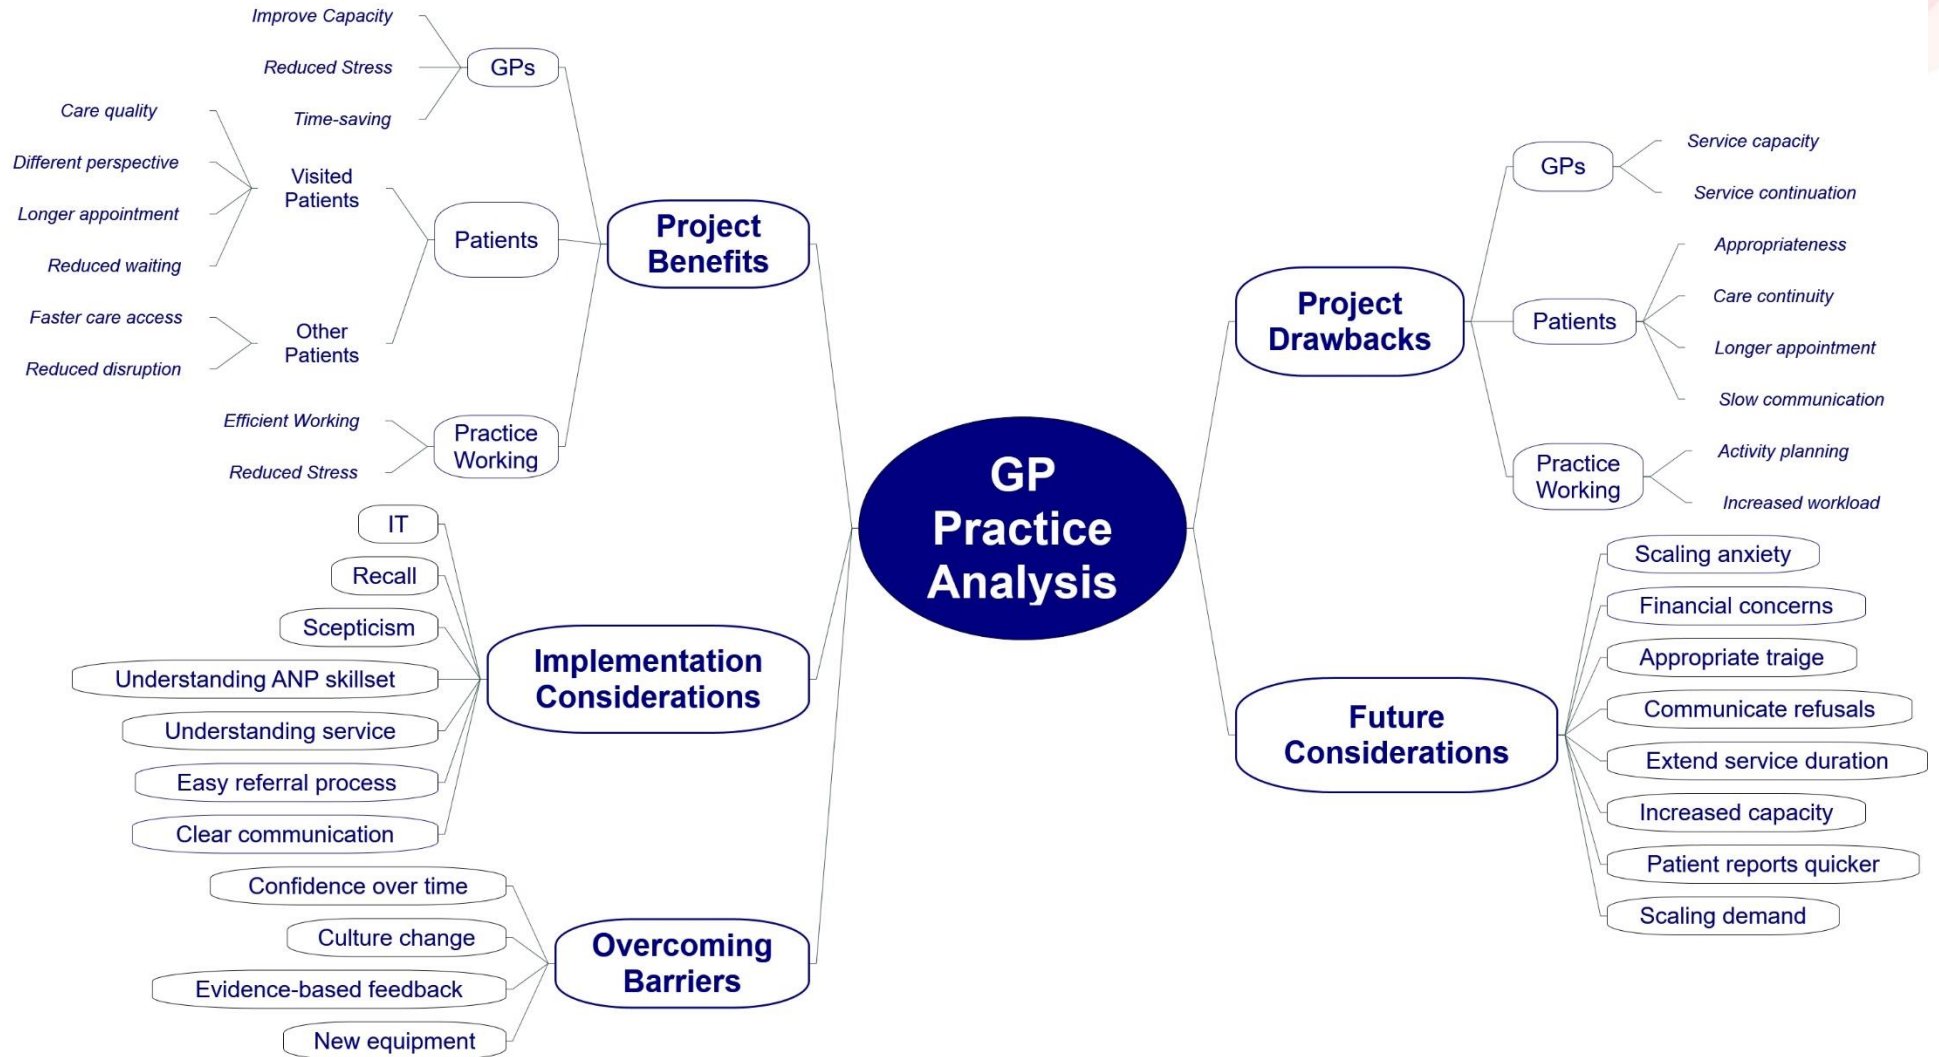 Improve Capacity
Reduced Stress
Time-saving
GPs
Care quality
Different perspective
Longer appointment
Reduced waiting
Visited
Patients
Faster care access
Reduced disruption
Other
Patients
Patients
Efficient Working
Reduced Stress
Practice
Working
Project
Benefits
IT
Recall
Scepticism
Understanding ANP skillset
Understanding service
Easy referral process
Clear communication
Implementation
Considerations
Confidence over time
Culture change
Evidence-based feedback
New equipment
Overcoming
Barriers
GP
Practice
Analysis
Project
Drawbacks
GPs
Service capacity
Service continuation
Patients
Appropriateness
Care continuity
Longer appointment
Slow communication
Practice
Working
Activity planning
Increased workload
Future
Considerations
Scaling anxiety
Financial concerns
Appropriate traige
Communicate refusals
Extend service duration
Increased capacity
Patient reports quicker
Scaling demand